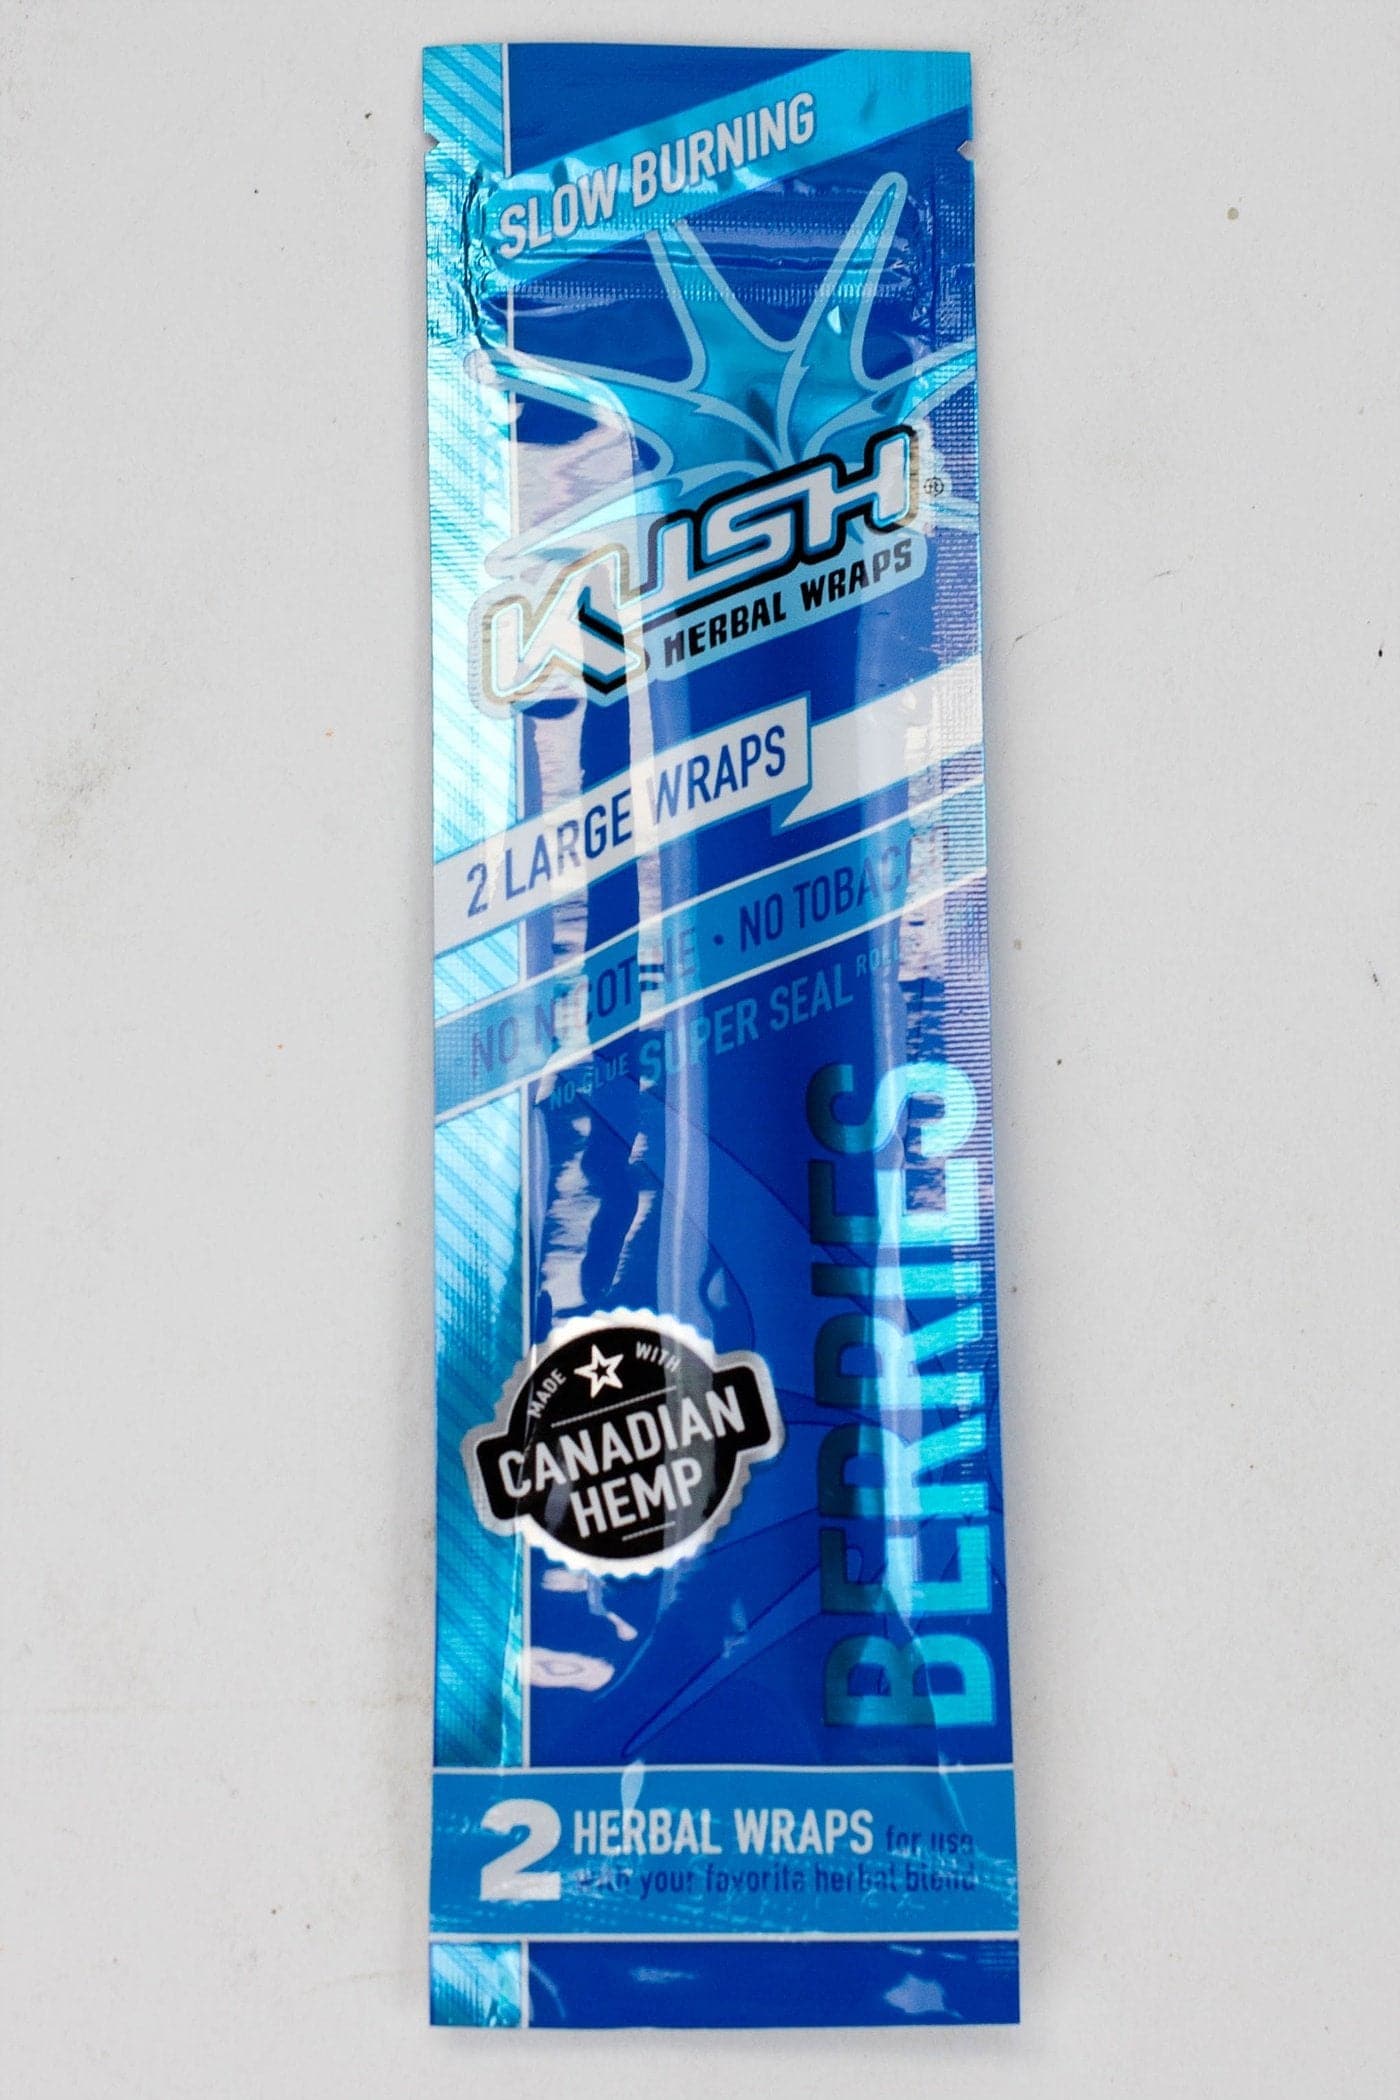 SLOW BURNING
KUSH®
HERBAL WRAPS
2 LARGE WRAPS
NO NICOTINE • NO TOBACCO
NO-GLUE SUPER SEAL
BERRIES
MADE WITH
CANADIAN
HEMP
2 HERBAL WRAPS for use
with your favorite herbal blend